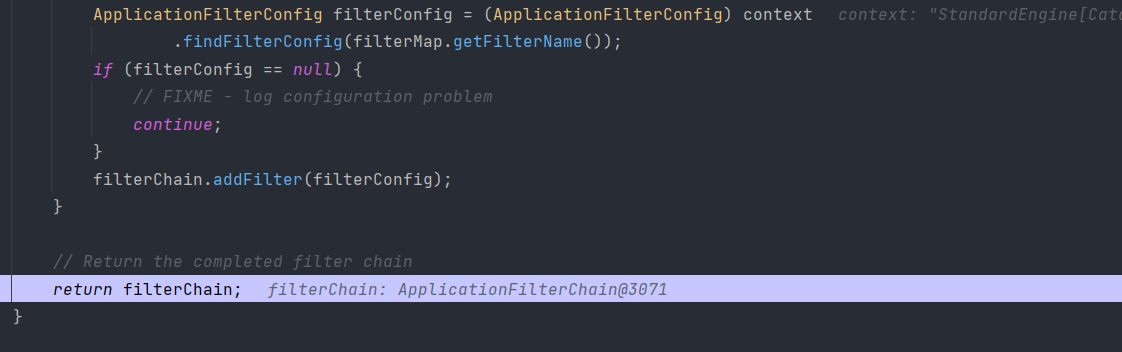 ApplicationFilterConfig filterConfig = (ApplicationFilterConfig) context   context: "StandardEngine[Cata
.findFilterConfig(filterMap.getFilterName());
if (filterConfig == null) {
// FIXME - log configuration problem
continue;
}
filterChain.addFilter(filterConfig);
}
// Return the completed filter chain
return filterChain;   filterChain: ApplicationFilterChain@3071
}